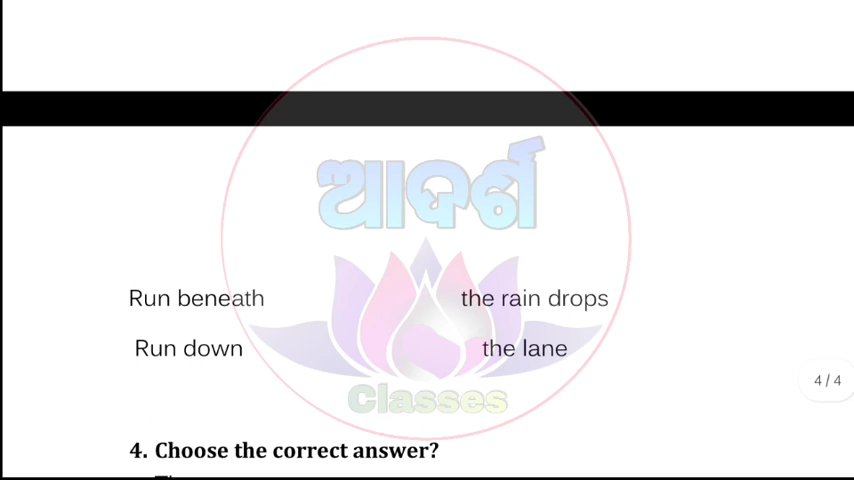 ଆଦର୍ଶ
Run beneath the rain drops
Run down the lane
4 / 4
Classes
4. Choose the correct answer?